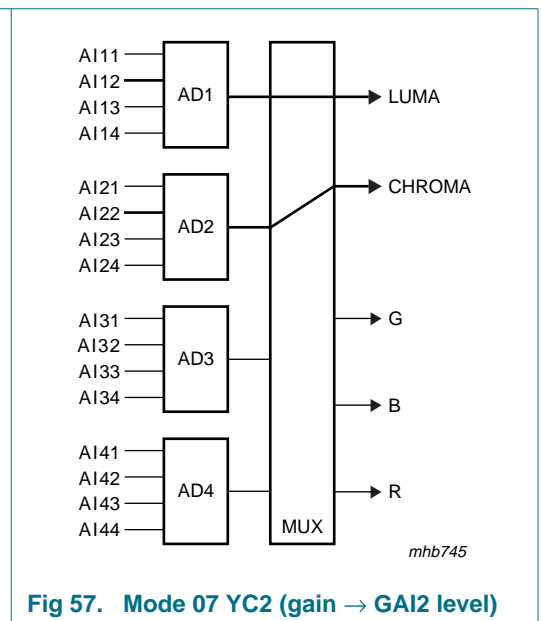 AI11
AI12
AI13
AI14
AD1
LUMA
AI21
AI22
AI23
AI24
AD2
CHROMA
AI31
AI32
AI33
AI34
AD3
G
B
AI41
AI42
AI43
AI44
AD4
R
MUX
mhb745
Fig 57. Mode 07 YC2 (gain → GAI2 level)